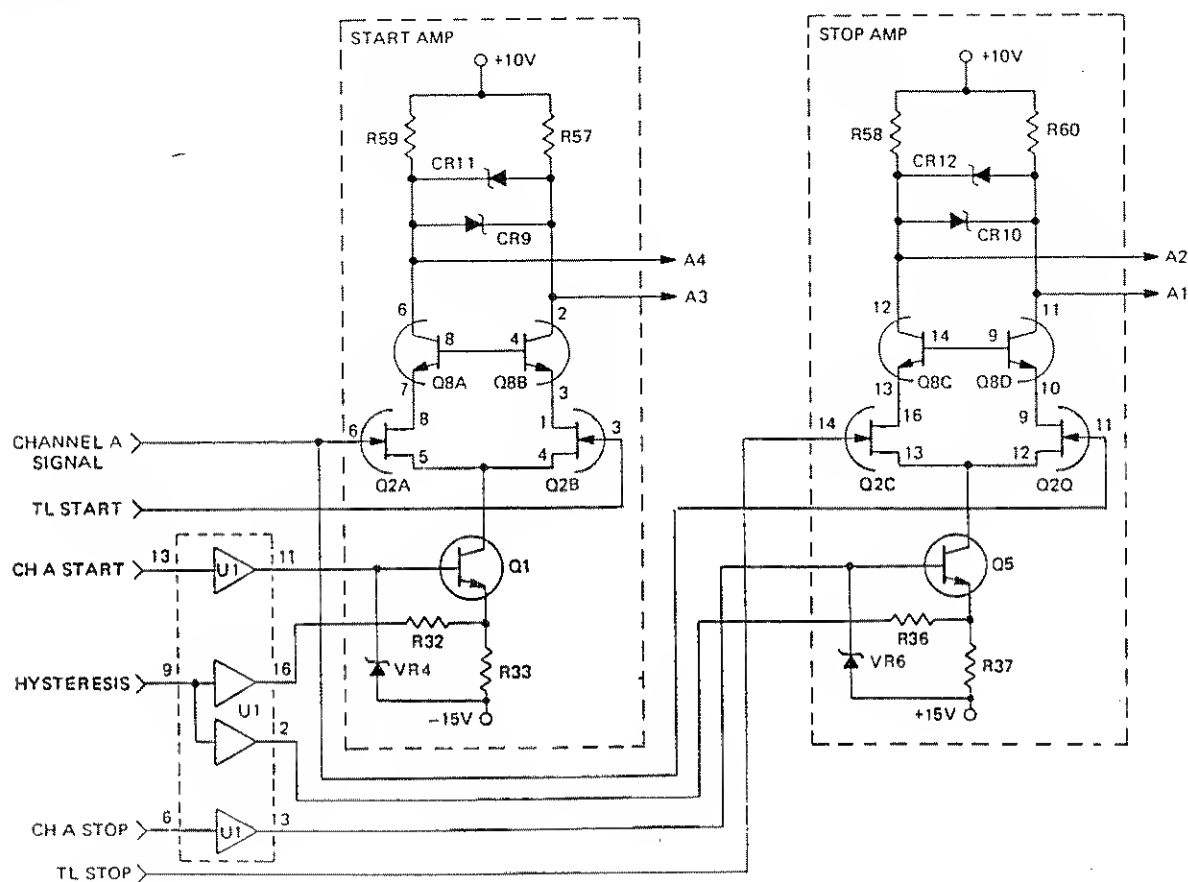 START AMP
+10V
R59
R57
CR11
CR9
A4
A3
6
2
8
4
Q8A
Q8B
7
3
8
1
6
3
5
4
Q2A
Q2B
CHANNEL A
SIGNAL
TL START
13
U1
11
CH A START
Q1
R32
9
16
HYSTERESIS
VR4
R33
U1
2
-15V
6
U1
3
CH A STOP
TL STOP
STOP AMP
+10V
R58
R60
CR12
CR10
A2
A1
12
11
14
9
Q8C
Q8D
13
10
16
9
14
11
13
12
Q2C
Q2Q
Q5
R36
VR6
R37
+15V